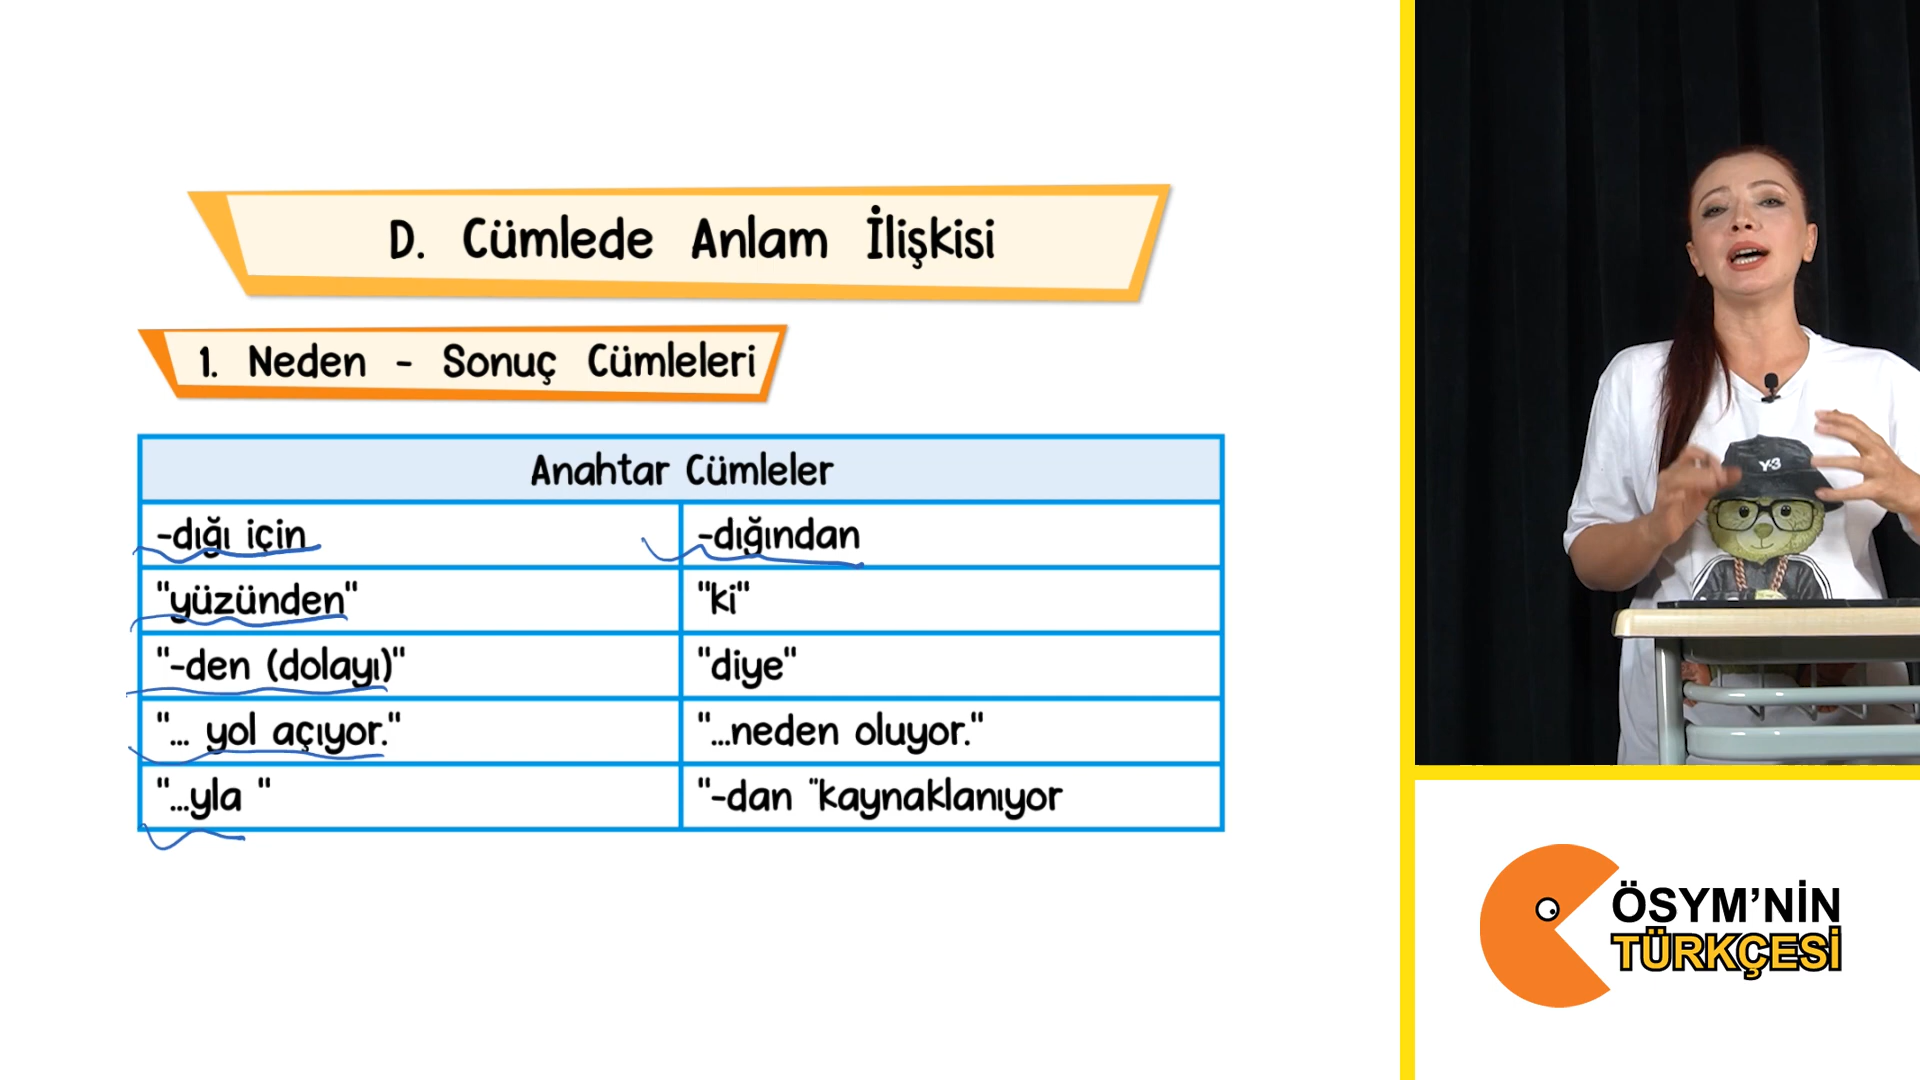 D. Cümlede Anlam İlişkisi
1. Neden - Sonuç Cümleleri
Anahtar Cümleler
-dığı için
-dığından
"yüzünden"
"ki"
"-den (dolayı)"
"diye"
"... yol açıyor."
"...neden oluyor."
"...yla "
"-dan "kaynaklanıyor
Y-3
ÖSYM'NİN
TÜRKÇESİ